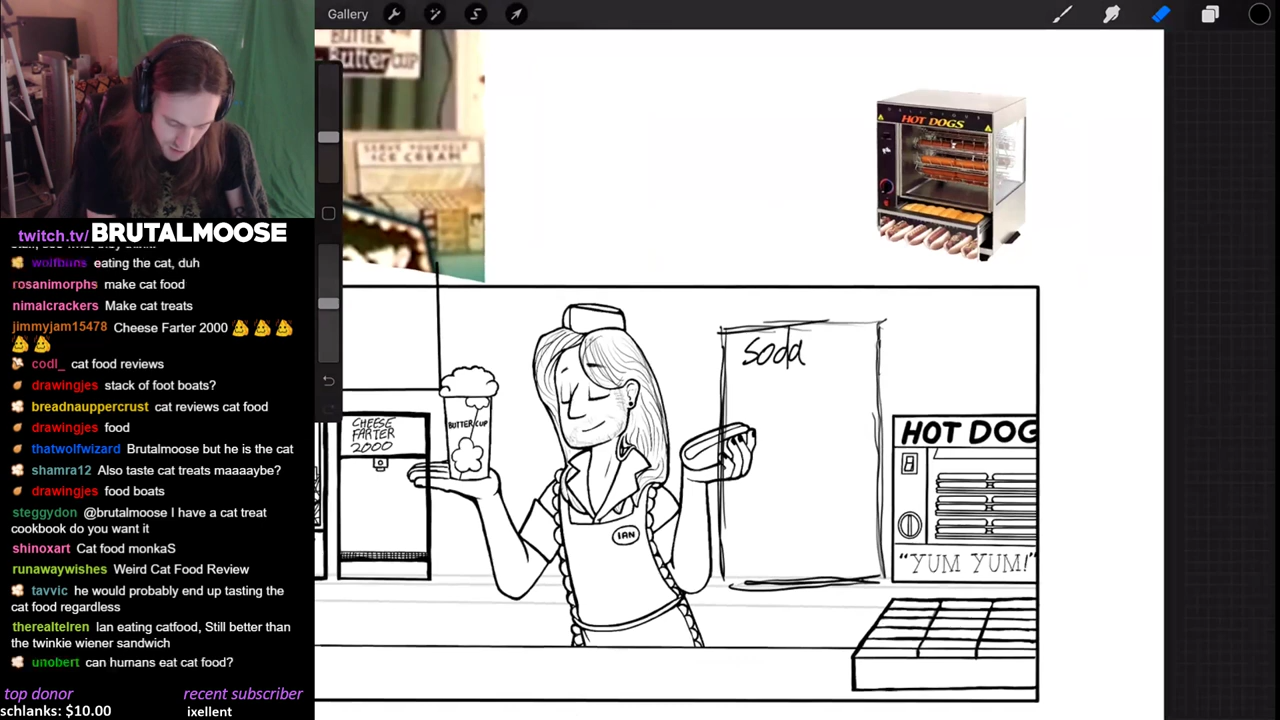 Gallery
BUTTER
Butter CUP
SERVE YOURSELF
ICE CREAM
HOT DOGS
twitch.tv/BRUTALMOOSE
wolfbuns eating the cat, duh
rosanimorphs make cat food
nimalcrackers Make cat treats
jimmyjam15478 Cheese Farter 2000
codl_ cat food reviews
drawingjes stack of foot boats?
breadnauppercrust cat reviews cat food
drawingjes food
thatwolfwizard Brutalmoose but he is the cat
shamra12 Also taste cat treats maaaaybe?
drawingjes food boats
steggydon @brutalmoose I have a cat treat
cookbook do you want it
shinoxart Cat food monkaS
runawaywishes Weird Cat Food Review
tavvic he would probably end up tasting the
cat food regardless
therealtelren Ian eating catfood, Still better than
the twinkie wiener sandwich
unobert can humans eat cat food?
top donor
schlanks: $10.00
recent subscriber
ixellent
CHEESE
FARTER
2000
BUTTER CUP
IAN
Soda
HOT DOG
"YUM YUM!"